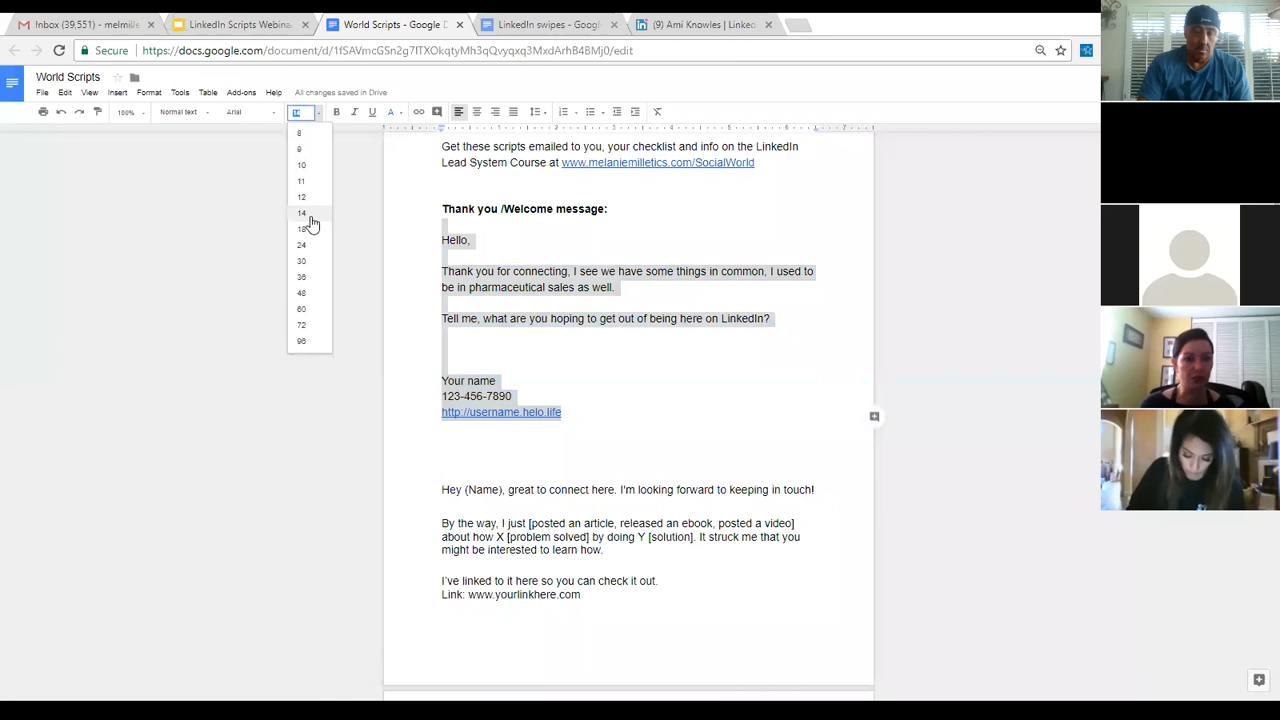 Inbox (39,551) - melmille
LinkedIn Scripts Webina
World Scripts - Google D
LinkedIn swipes - Googl
(9) Ami Knowles | Linked
Secure
https://docs.google.com/document/d/1fSAVmcGSn2g7ITXGhPmVh5qQvyqxq3MxdArhB4BMj0/edit
World Scripts
File Edit View Insert Format Tools Table Add-ons Help All changes saved in Drive
100% Normal text Arial
8
9
10
11
12
14
18
24
30
36
48
60
72
96
Get these scripts emailed to you, your checklist and info on the LinkedIn
Lead System Course at www.melaniemilletics.com/SocialWorld
Thank you /Welcome message:
Hello,
Thank you for connecting, I see we have some things in common, I used to
be in pharmaceutical sales as well.
Tell me, what are you hoping to get out of being here on LinkedIn?
Your name
123-456-7890
http://username.helo.life
Hey (Name), great to connect here. I'm looking forward to keeping in touch!
By the way, I just [posted an article, released an ebook, posted a video]
about how X [problem solved] by doing Y [solution]. It struck me that you
might be interested to learn how.
I've linked to it here so you can check it out.
Link: www.yourlinkhere.com